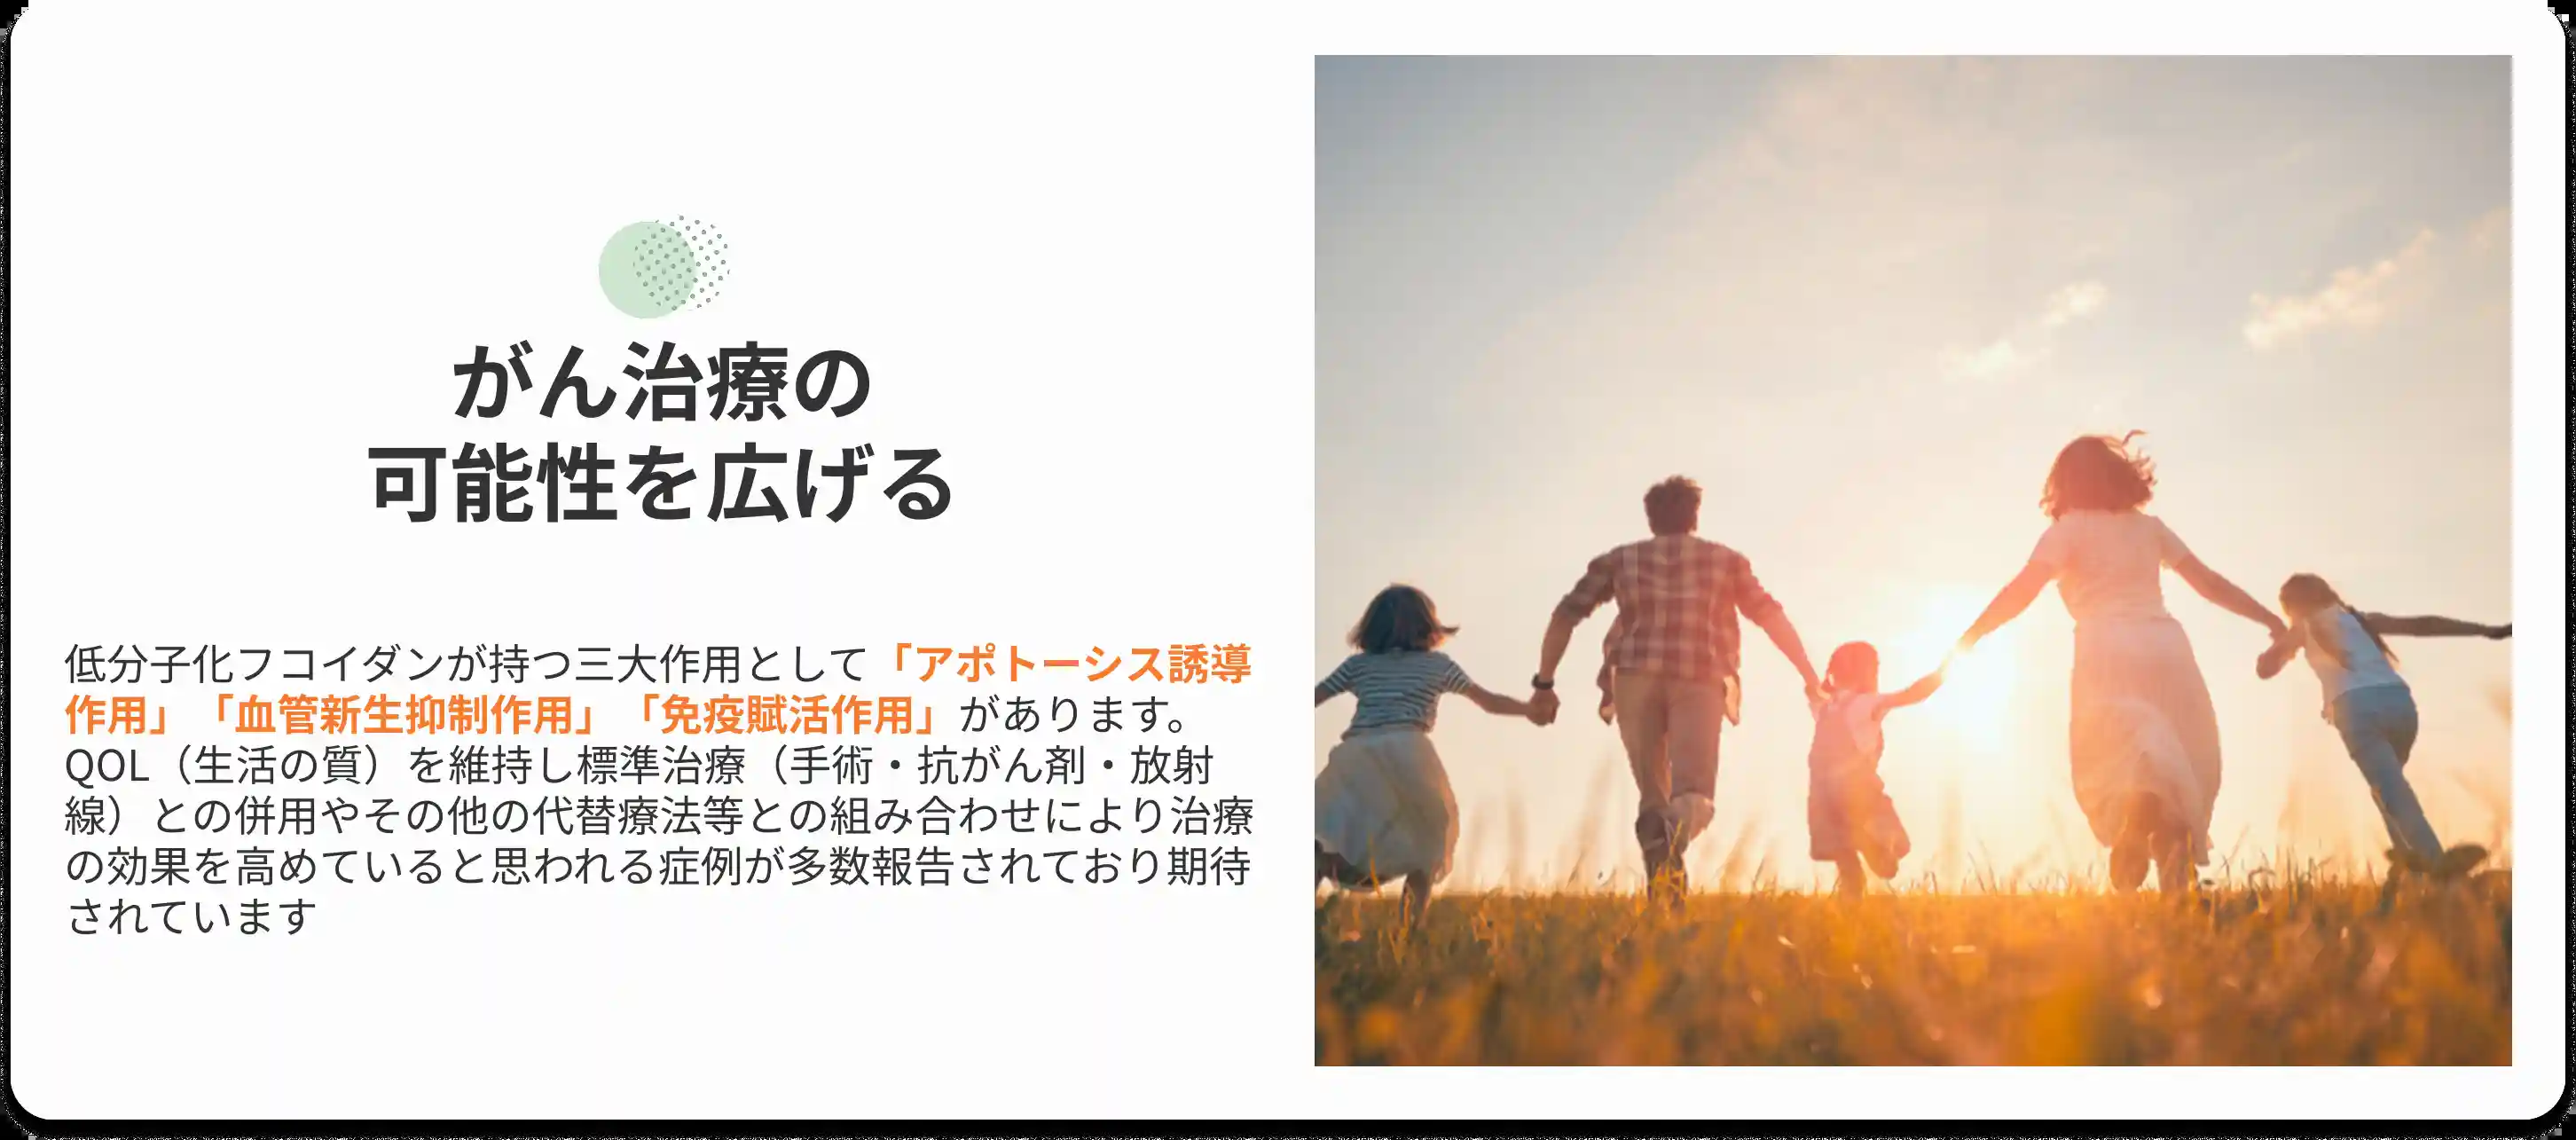 がん治療の
可能性を広げる
低分子化フコイダンが持つ三大作用として「アポトーシス誘導
作用」「血管新生抑制作用」「免疫賦活作用」があります。
QOL（生活の質）を維持し標準治療（手術・抗がん剤・放射
線）との併用やその他の代替療法等との組み合わせにより治療
の効果を高めていると思われる症例が多数報告されており期待
されています